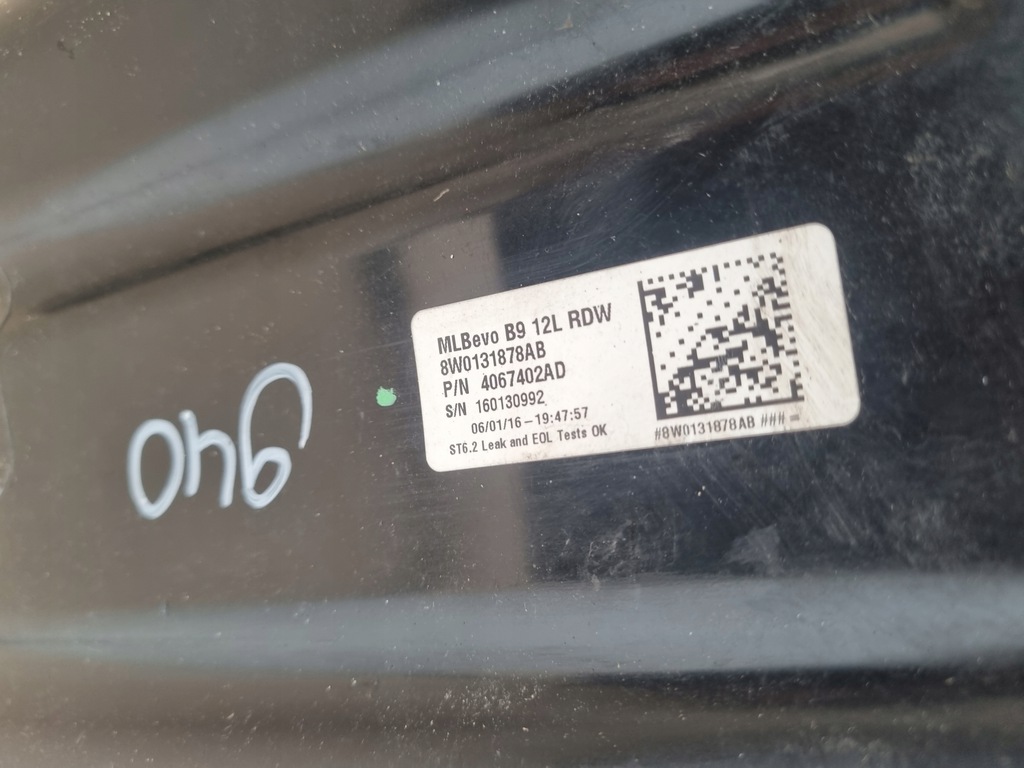 MLBevo B9 12L RDW
8W0131878AB
P/N 4067402AD
S/N 160130992
06/01/16-19:47:57
ST6.2 Leak and EOL Tests OK
#8W0131878AB ### =
940